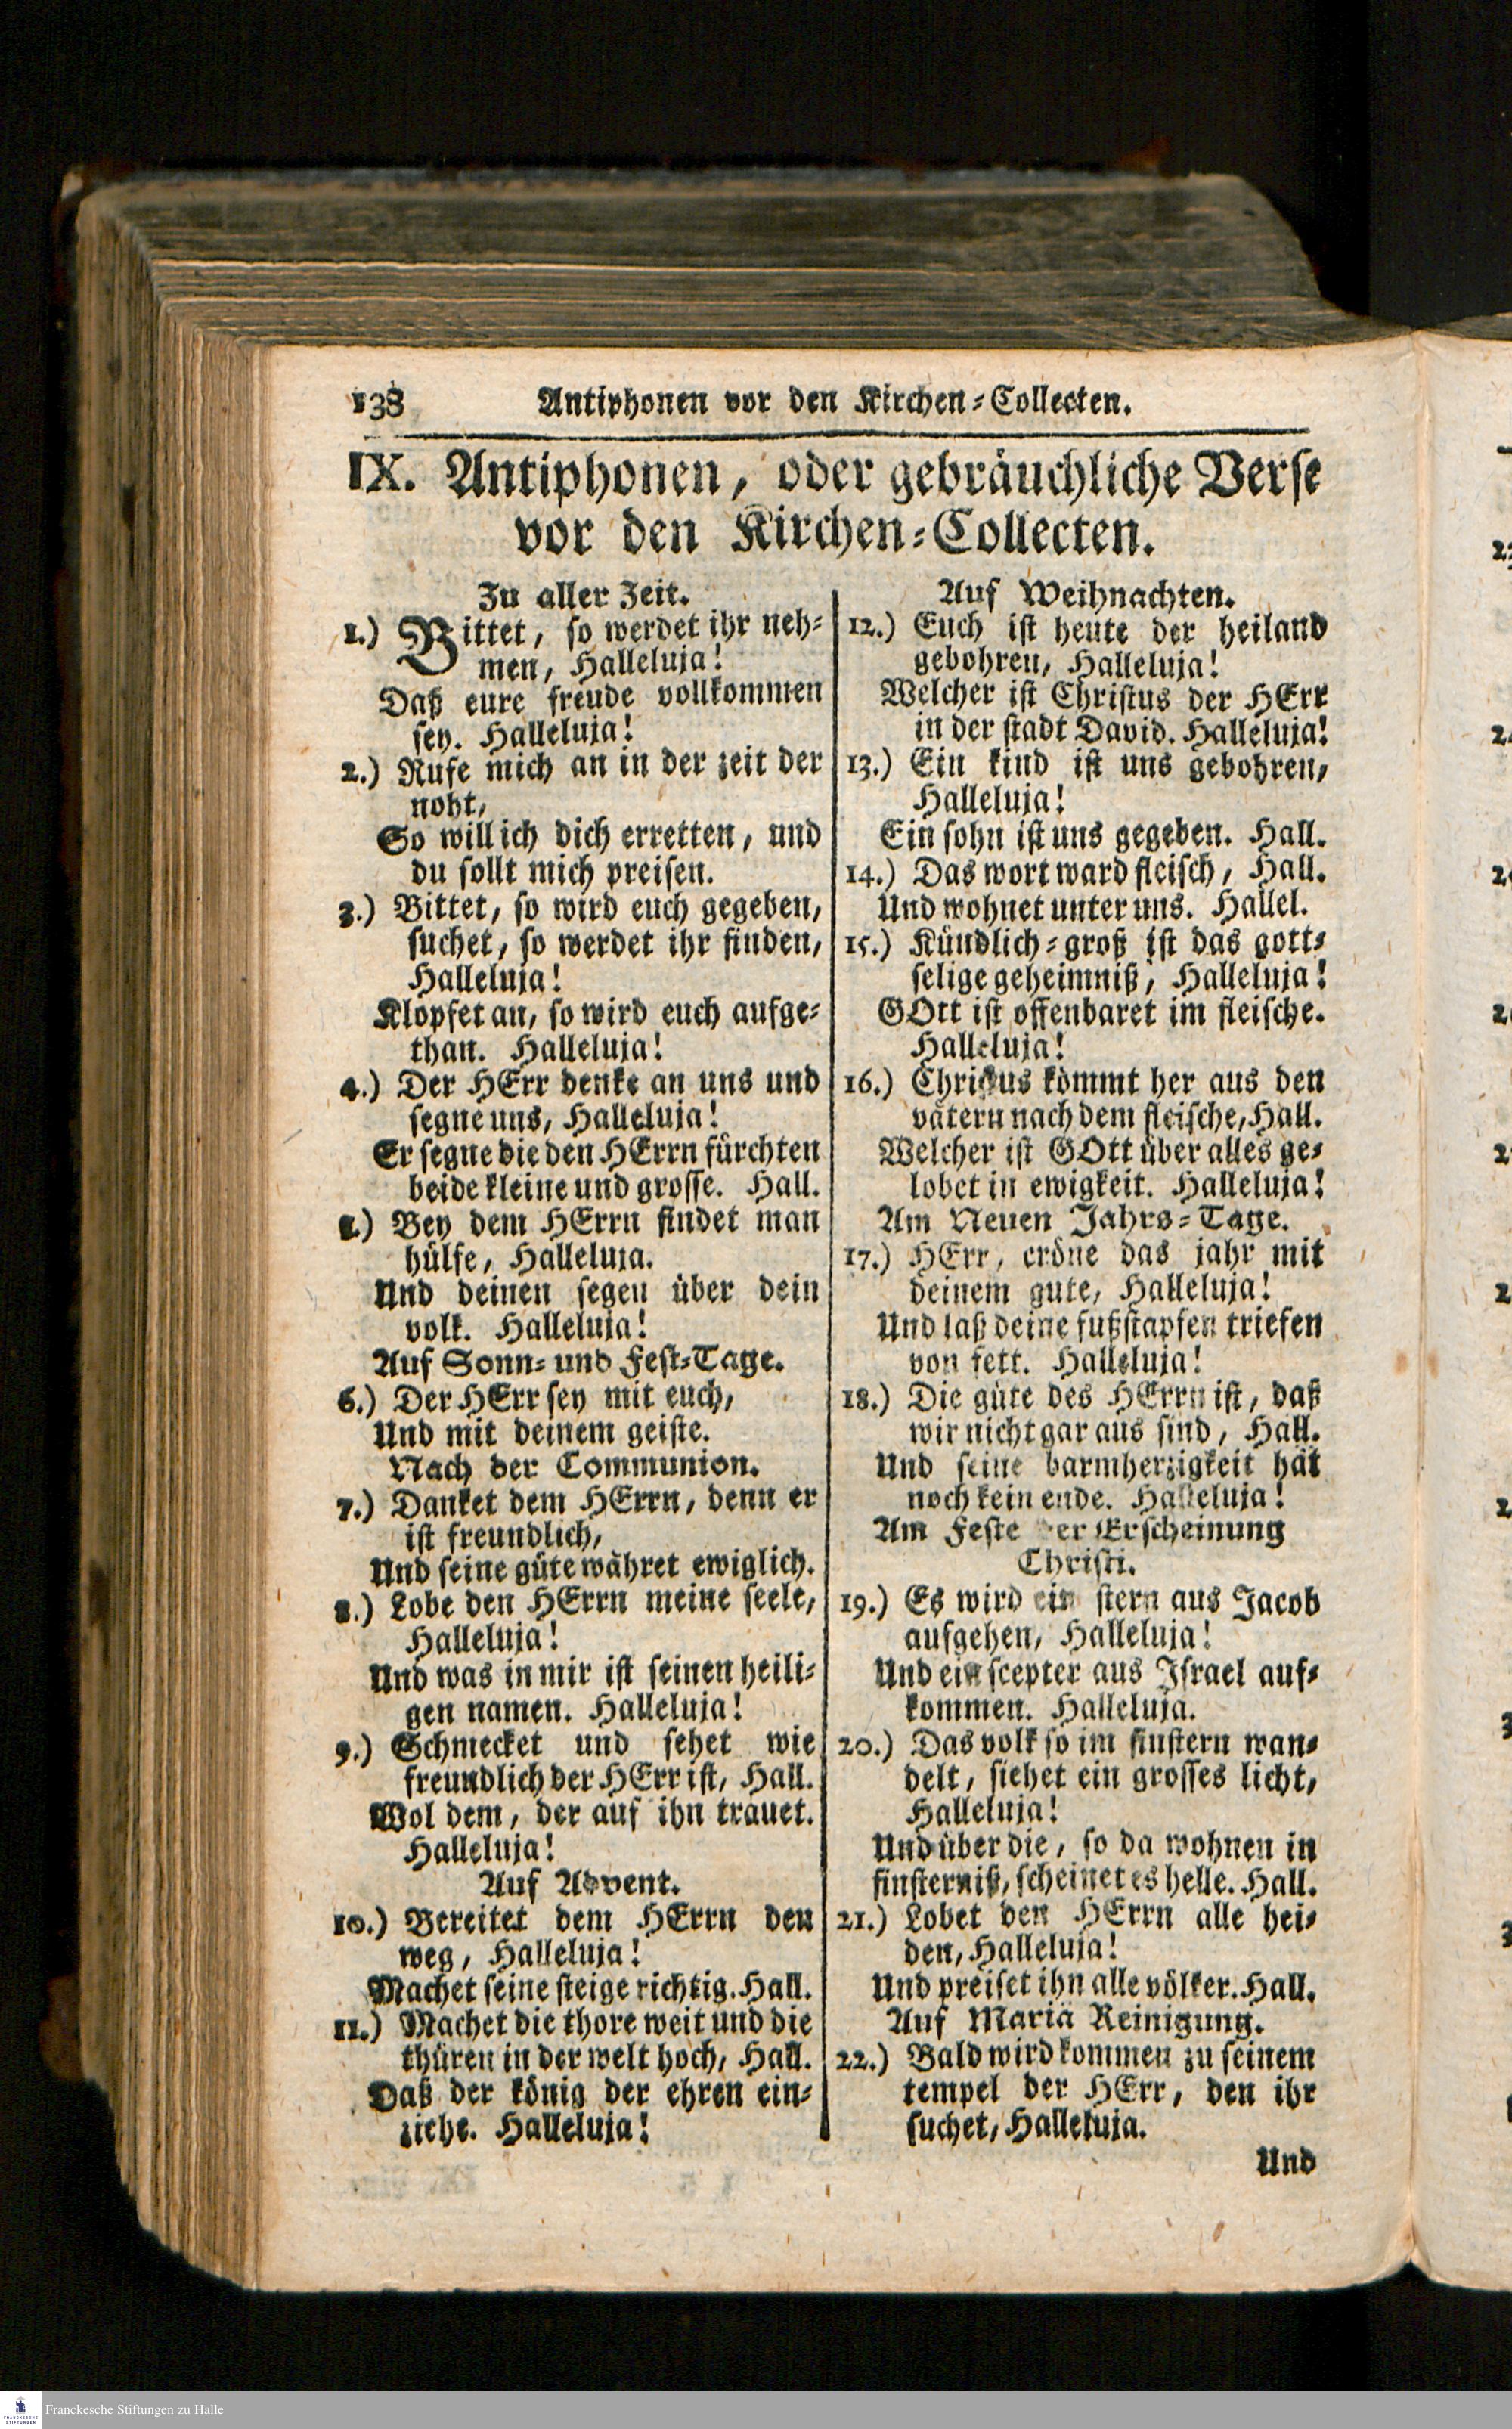 138 Antiphonen vor den Kirchen-Collecten.
IX. Antiphonen, oder gebräuchliche Verse
vor den Kirchen-Collecten.
Zu aller Zeit.
1.) Bittet, so werdet ihr neh-
men, Halleluja!
Daß eure freude vollkommen
sey. Halleluja!
2.) Rufe mich an in der zeit der
noht,
So will ich dich erretten, und
du sollt mich preisen.
3.) Bittet, so wird euch gegeben,
suchet, so werdet ihr finden,
Halleluja!
Klopfet an, so wird euch aufge-
than. Halleluja!
4.) Der HErr denke an uns und
segne uns, Halleluja!
Er segne die den HErrn fürchten
beide kleine und grosse. Hall.
5.) Bey dem HErrn findet man
hülfe, Halleluja.
Und deinen segen über dein
volk. Halleluja!
Auf Sonn- und Fest-Tage.
6.) Der HErr sey mit euch,
Und mit deinem geiste.
Nach der Communion.
7.) Danket dem HErrn, denn er
ist freundlich,
Und seine güte währet ewiglich.
8.) Lobe den HErrn meine seele,
Halleluja!
Und was in mir ist seinen heili-
gen namen. Halleluja!
9.) Schmecket und sehet wie
freundlich der HErr ist, Hall.
Wol dem, der auf ihn trauet.
Halleluja!
Auf Advent.
10.) Bereitet dem HErrn den
weg, Halleluja!
Machet seine steige richtig. Hall.
11.) Machet die thore weit und die
thüren in der welt hoch, Hall.
Daß der könig der ehren ein-
ziehe. Halleluja!
Auf Weihnachten.
12.) Euch ist heute der heiland
gebohren, Halleluja!
Welcher ist Christus der HErr
in der stadt David. Halleluja!
13.) Ein kind ist uns gebohren,
Halleluja!
Ein sohn ist uns gegeben. Hall.
14.) Das wort ward fleisch, Hall.
Und wohnet unter uns. Hallel.
15.) Kündlich-groß ist das gott-
selige geheimniß, Halleluja!
GOtt ist offenbaret im fleische.
Halleluja!
16.) Christus kömmt her aus den
vätern nach dem fleische, Hall.
Welcher ist GOtt über alles ge-
lobet in ewigkeit. Halleluja!
Am Neuen Jahrs-Tage.
17.) HErr, cröne das jahr mit
deinem gute, Halleluja!
Und laß deine fußstapfen triefen
von fett. Halleluja!
18.) Die güte des HErrn ist, daß
wir nicht gar aus sind, Hall.
Und seine barmherzigkeit hat
noch kein ende. Halleluja!
Am Feste der Erscheinung
Christi.
19.) Es wird ein stern aus Jacob
aufgehen, Halleluja!
Und ein scepter aus Israel auf-
kommen. Halleluja.
20.) Das volk so im finstern wan-
delt, siehet ein grosses licht,
Halleluja!
Und über die, so da wohnen in
finsterniß, scheinet es helle. Hall.
21.) Lobet den HErrn alle hei-
den, Halleluja!
Und preiset ihn alle völker. Hall.
Auf Mariä Reinigung.
22.) Bald wird kommen zu seinem
tempel der HErr, den ihr
suchet, Halleluja.
Und
Franckesche Stiftungen zu Halle